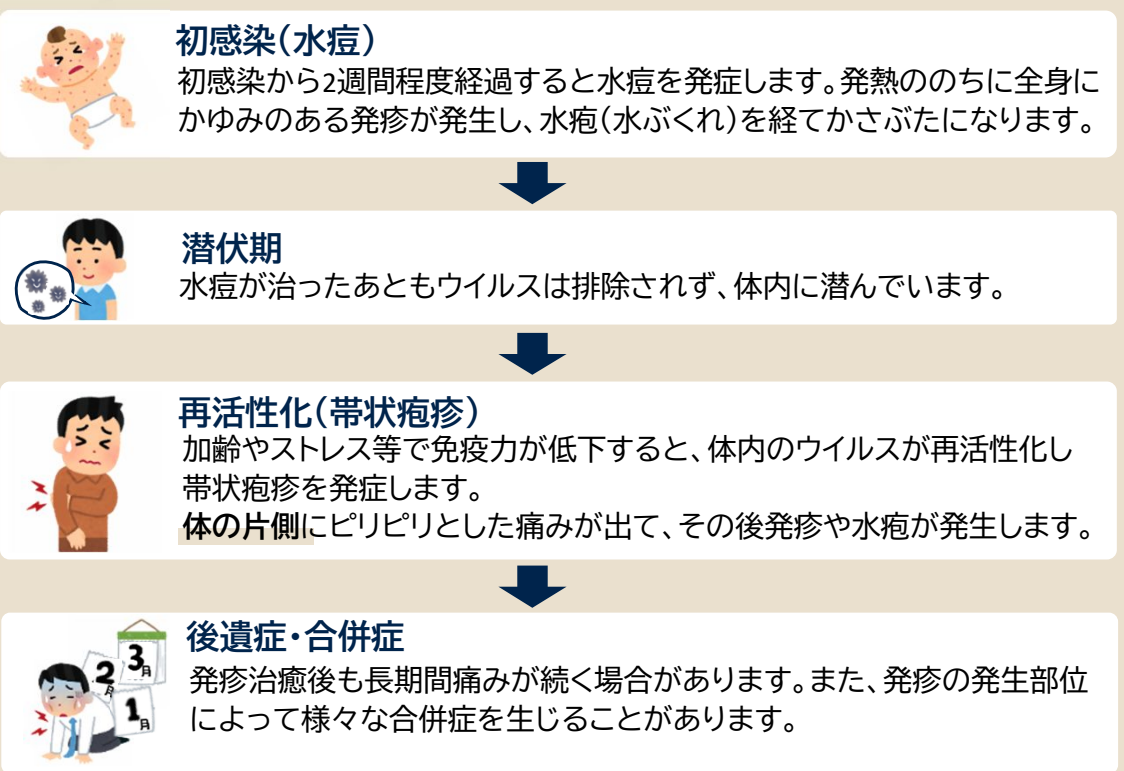 初感染(水痘)
初感染から2週間程度経過すると水痘を発症します。発熱ののちに全身に
かゆみのある発疹が発生し、水疱(水ぶくれ)を経てかさぶたになります。
潜伏期
水痘が治ったあともウイルスは排除されず、体内に潜んでいます。
再活性化(帯状疱疹)
加齢やストレス等で免疫力が低下すると、体内のウイルスが再活性化し
帯状疱疹を発症します。
体の片側にピリピリとした痛みが出て、その後発疹や水疱が発生します。
後遺症・合併症
3月
2月
1月
発疹治癒後も長期間痛みが続く場合があります。また、発疹の発生部位
によって様々な合併症を生じることがあります。